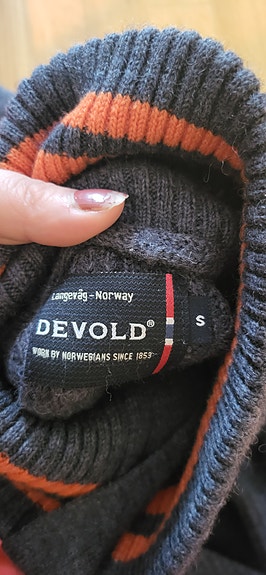 Langevåg - Norway
DEVOLD®
WORN BY NORWEGIANS SINCE 1853
S